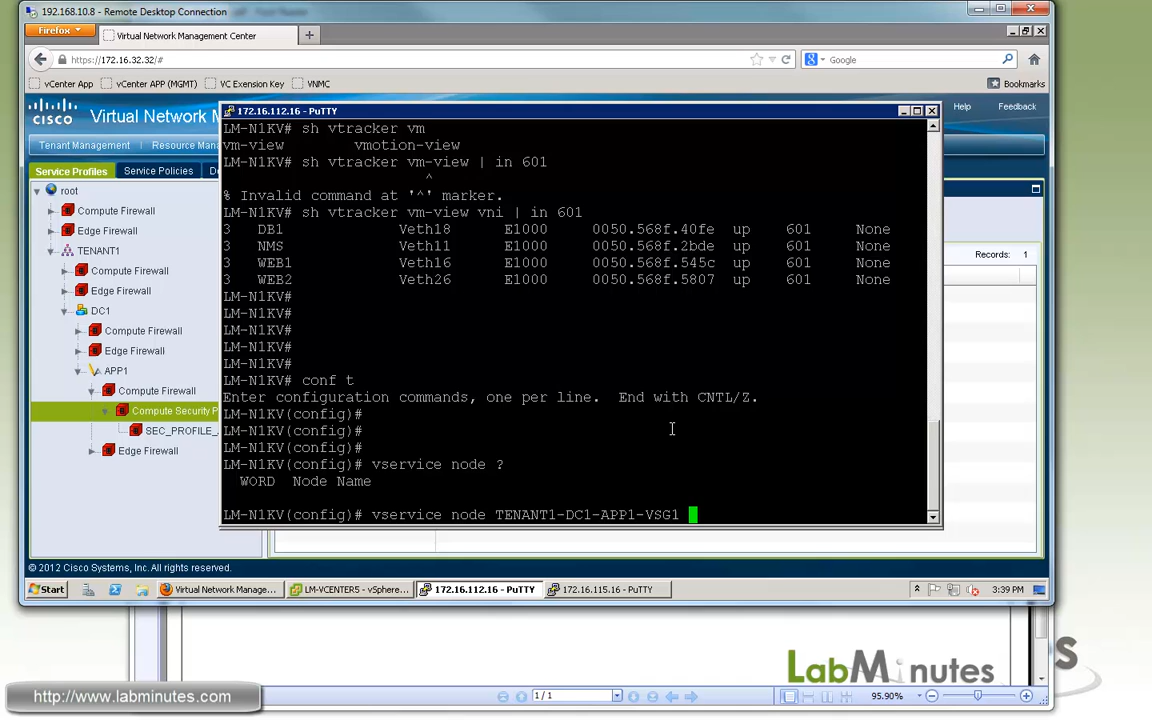 192.168.10.8 - Remote Desktop Connection
Firefox
Virtual Network Management Center
https://172.16.32.32/#
Google
vCenter App
vCenter APP (MGMT)
VC Exension Key
VNMC
Bookmarks
CISCO
Virtual Network
Help
Feedback
Tenant Management
Resource Mana
Service Profiles
Service Policies
root
Compute Firewall
Edge Firewall
TENANT1
Compute Firewall
Edge Firewall
DC1
Compute Firewall
Edge Firewall
APP1
Compute Firewall
Compute Security P
SEC_PROFILE_
Edge Firewall
Records: 1
172.16.112.16 - PuTTY
LM-N1KV# sh vtracker vm
vm-view vmotion-view
LM-N1KV# sh vtracker vm-view | in 601
^
% Invalid command at '^' marker.
LM-N1KV# sh vtracker vm-view vni | in 601
3 DB1 Veth18 E1000 0050.568f.40fe up 601 None
3 NMS Veth11 E1000 0050.568f.2bde up 601 None
3 WEB1 Veth16 E1000 0050.568f.545c up 601 None
3 WEB2 Veth26 E1000 0050.568f.5807 up 601 None
LM-N1KV#
LM-N1KV#
LM-N1KV#
LM-N1KV#
LM-N1KV#
LM-N1KV# conf t
Enter configuration commands, one per line. End with CNTL/Z.
LM-N1KV(config)#
LM-N1KV(config)#
LM-N1KV(config)#
LM-N1KV(config)# vservice node ?
WORD Node Name
LM-N1KV(config)# vservice node TENANT1-DC1-APP1-VSG1
© 2012 Cisco Systems, Inc. All rights reserved.
Start
Virtual Network Manage...
LM-VCENTER5 - vSphere...
172.16.112.16 - PuTTY
172.16.115.16 - PuTTY
3:39 PM
LabMinutes
http://www.labminutes.com
1 / 1
95.90%